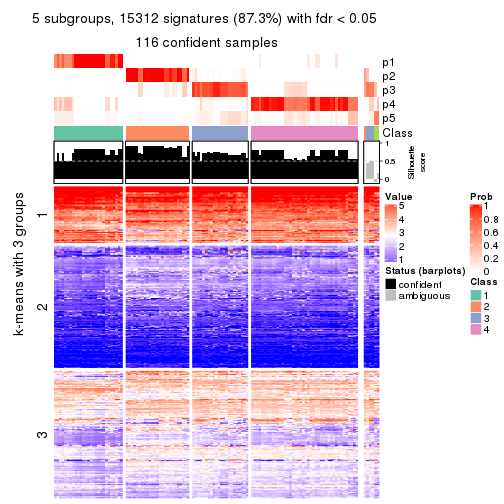 5 subgroups, 15312 signatures (87.3%) with fdr < 0.05
116 confident samples
p1
p2
p3
p4
p5
Class
1
0.5
0
Silhouette
score
k-means with 3 groups
1
2
3
Value
5
4
3
2
1
Status (barplots)
confident
ambiguous
Prob
1
0.8
0.6
0.4
0.2
0
Class
1
2
3
4